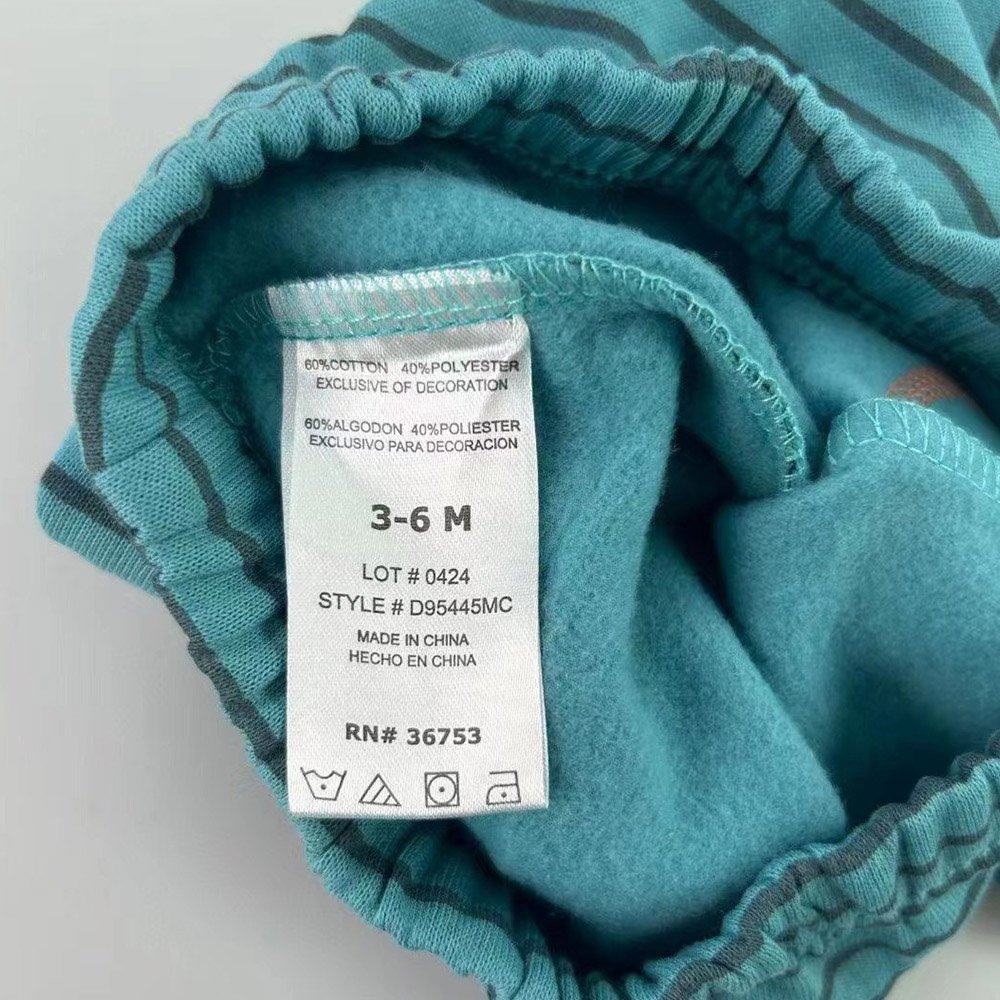 60%COTTON 40%POLYESTER
EXCLUSIVE OF DECORATION
60%ALGODON 40%POLIESTER
EXCLUSIVO PARA DECORACION
3-6 M
LOT # 0424
STYLE # D95445MC
MADE IN CHINA
HECHO EN CHINA
RN# 36753